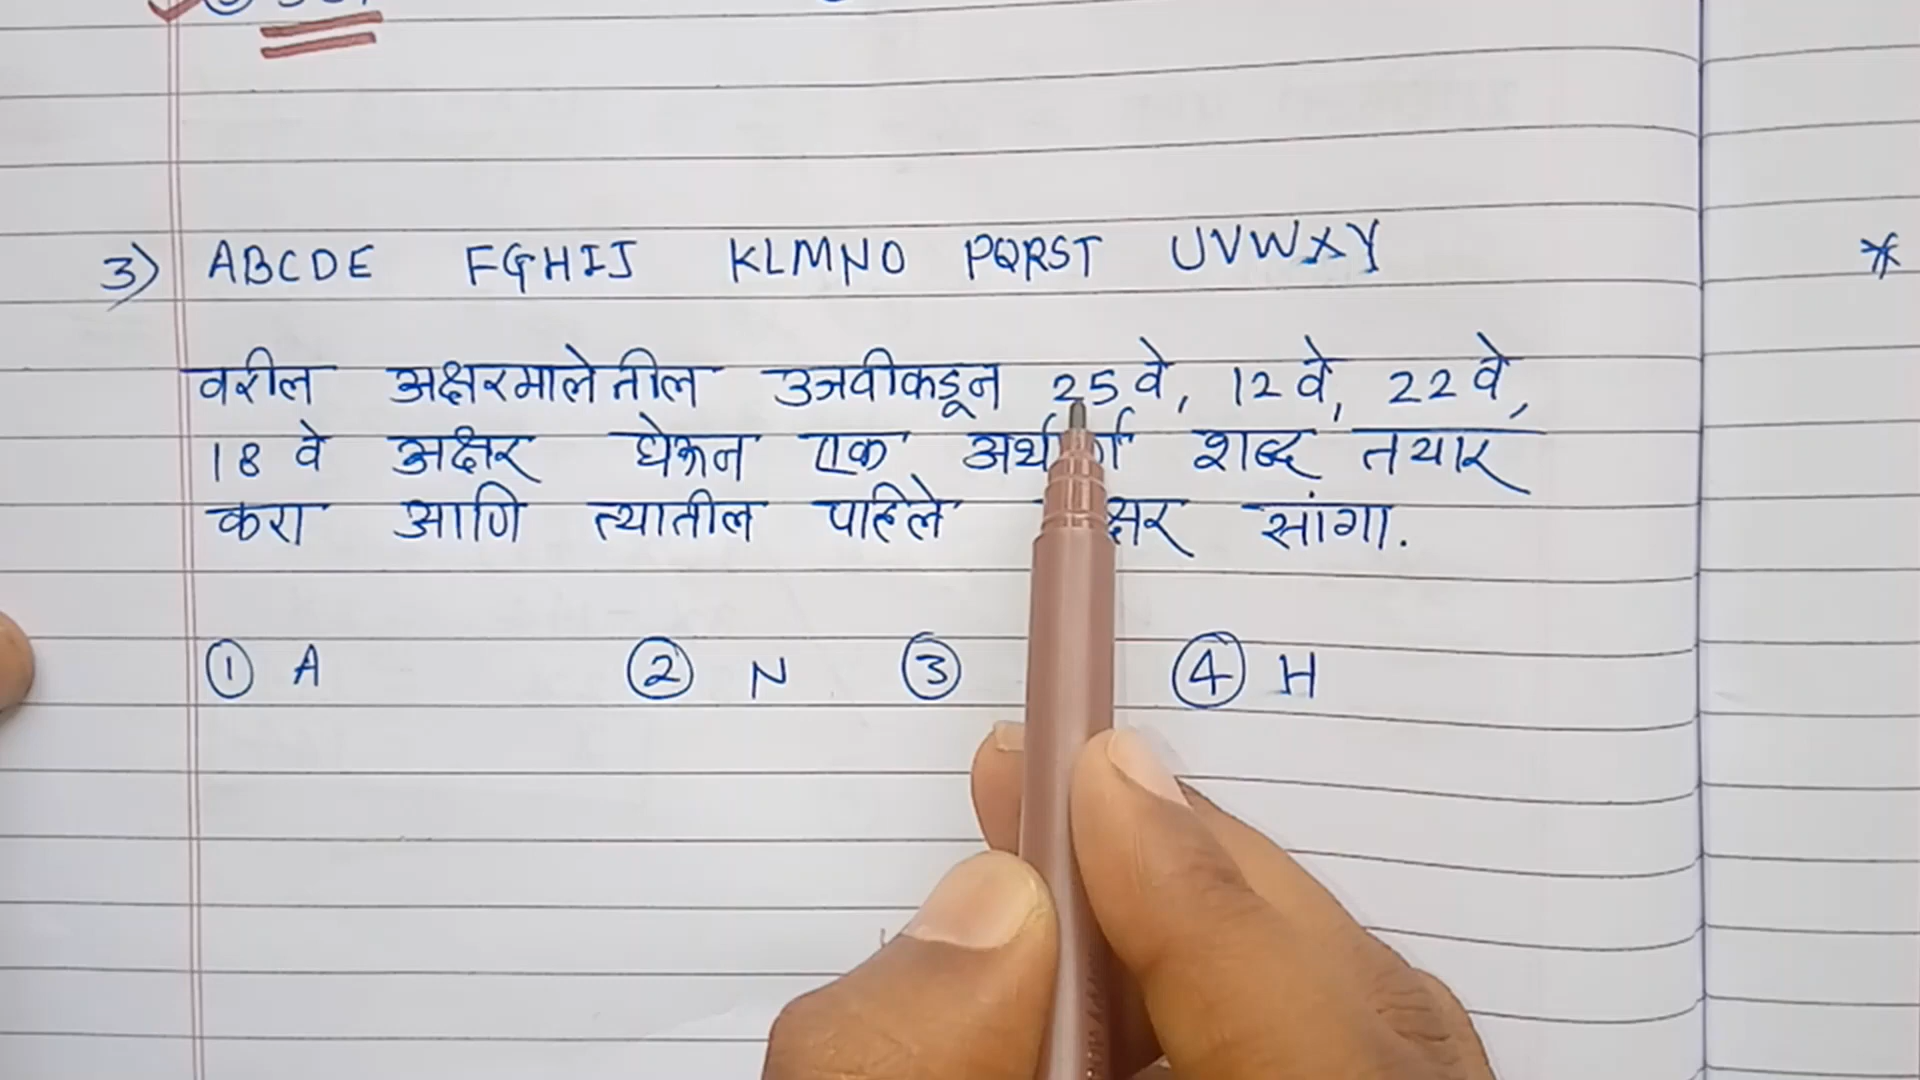 3) ABCDE FGHIJ KLMNO PQRST UVWXY
वरील अक्षरमालेतील उजवीकडून 25 वे, 12 वे, 22 वे,
18 वे अक्षर घेऊन एक शब्द तयार
करा आणि त्यातील पहिले सांगा.
① A ② N ③ ④ H